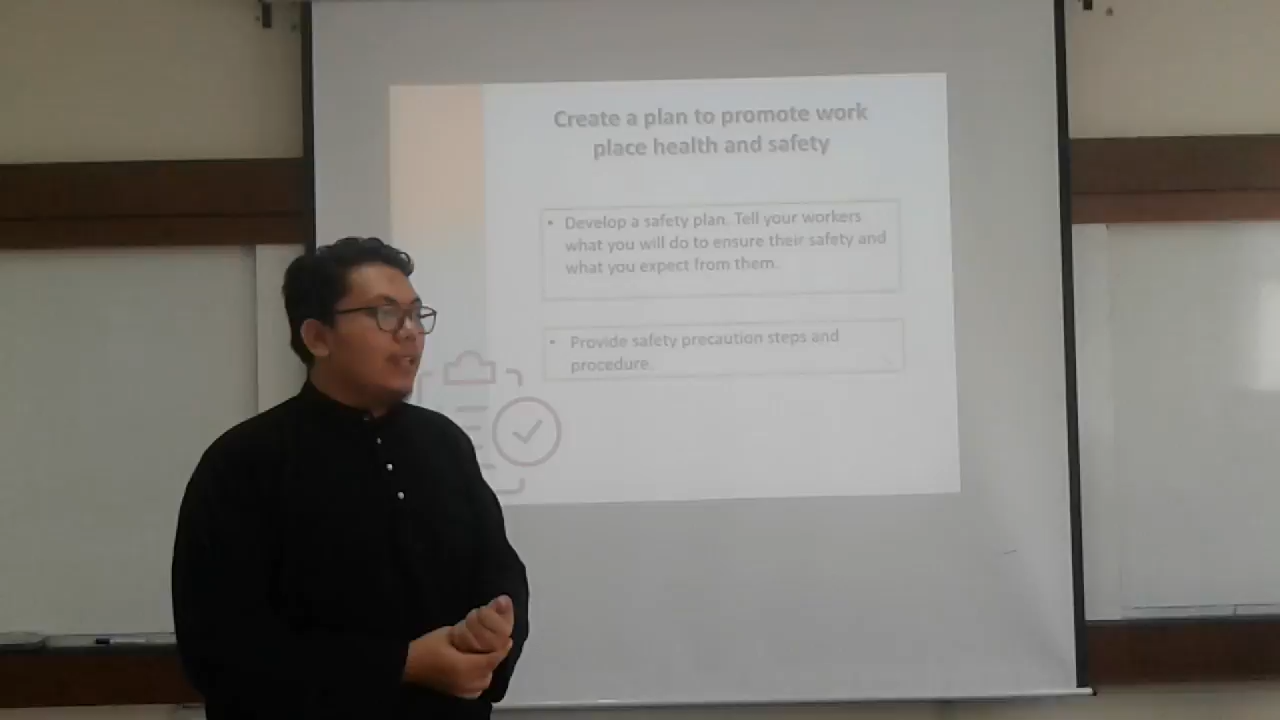 Create a plan to promote work
place health and safety
• Develop a safety plan. Tell your workers
what you will do to ensure their safety and
what you expect from them.
• Provide safety precaution steps and
procedure.